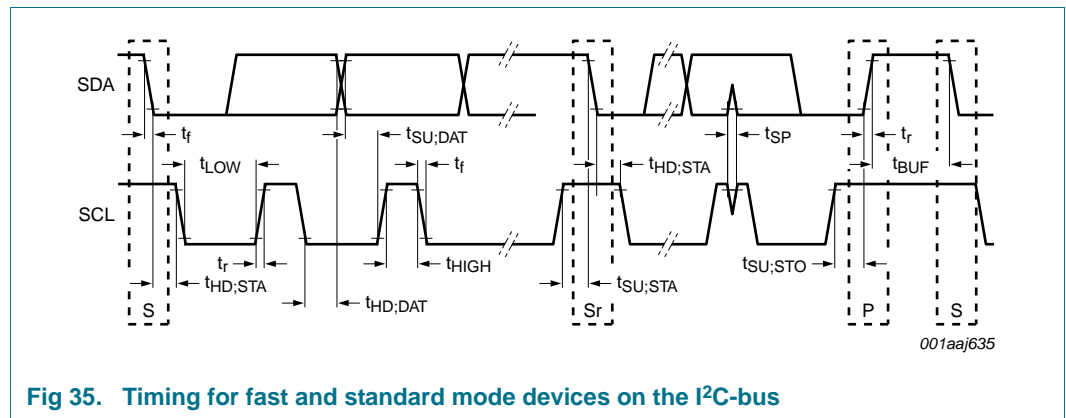 SDA
t_f
t_SU;DAT
t_SP
t_r
t_LOW
t_f
t_HD;STA
t_BUF
SCL
t_r
t_HD;STA
t_HD;DAT
t_HIGH
t_SU;STA
t_SU;STO
S
Sr
P
S
001aaj635
Fig 35. Timing for fast and standard mode devices on the I²C-bus